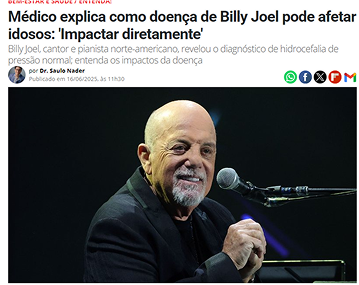 BEM-ESTAR E SAÚDE / ENTENDA!
Médico explica como doença de Billy Joel pode afetar
idosos: 'Impactar diretamente'
Billy Joel, cantor e pianista norte-americano, revelou o diagnóstico de hidrocefalia de
pressão normal; entenda os impactos da doença
por Dr. Saulo Nader
Publicado em 16/06/2025, às 11h30